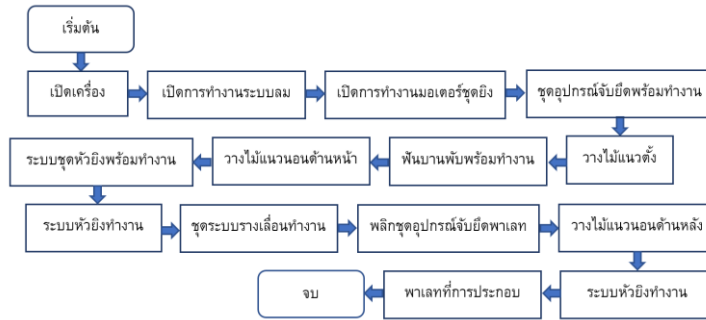 เริ่มต้น
เปิดเครื่อง
เปิดการทำงานระบบลม
เปิดการทำงานมอเตอร์ชุดยิง
ชุดอุปกรณ์จับยึดพร้อมทำงาน
วางไม้แนวตั้ง
ฟันบานพับพร้อมทำงาน
วางไม้แนวนอนด้านหน้า
ระบบชุดหัวยิงพร้อมทำงาน
ระบบหัวยิงทำงาน
ชุดระบบรางเลื่อนทำงาน
พลิกชุดอุปกรณ์จับยึดพาเลท
วางไม้แนวนอนด้านหลัง
ระบบหัวยิงทำงาน
พาเลทที่การประกอบ
จบ